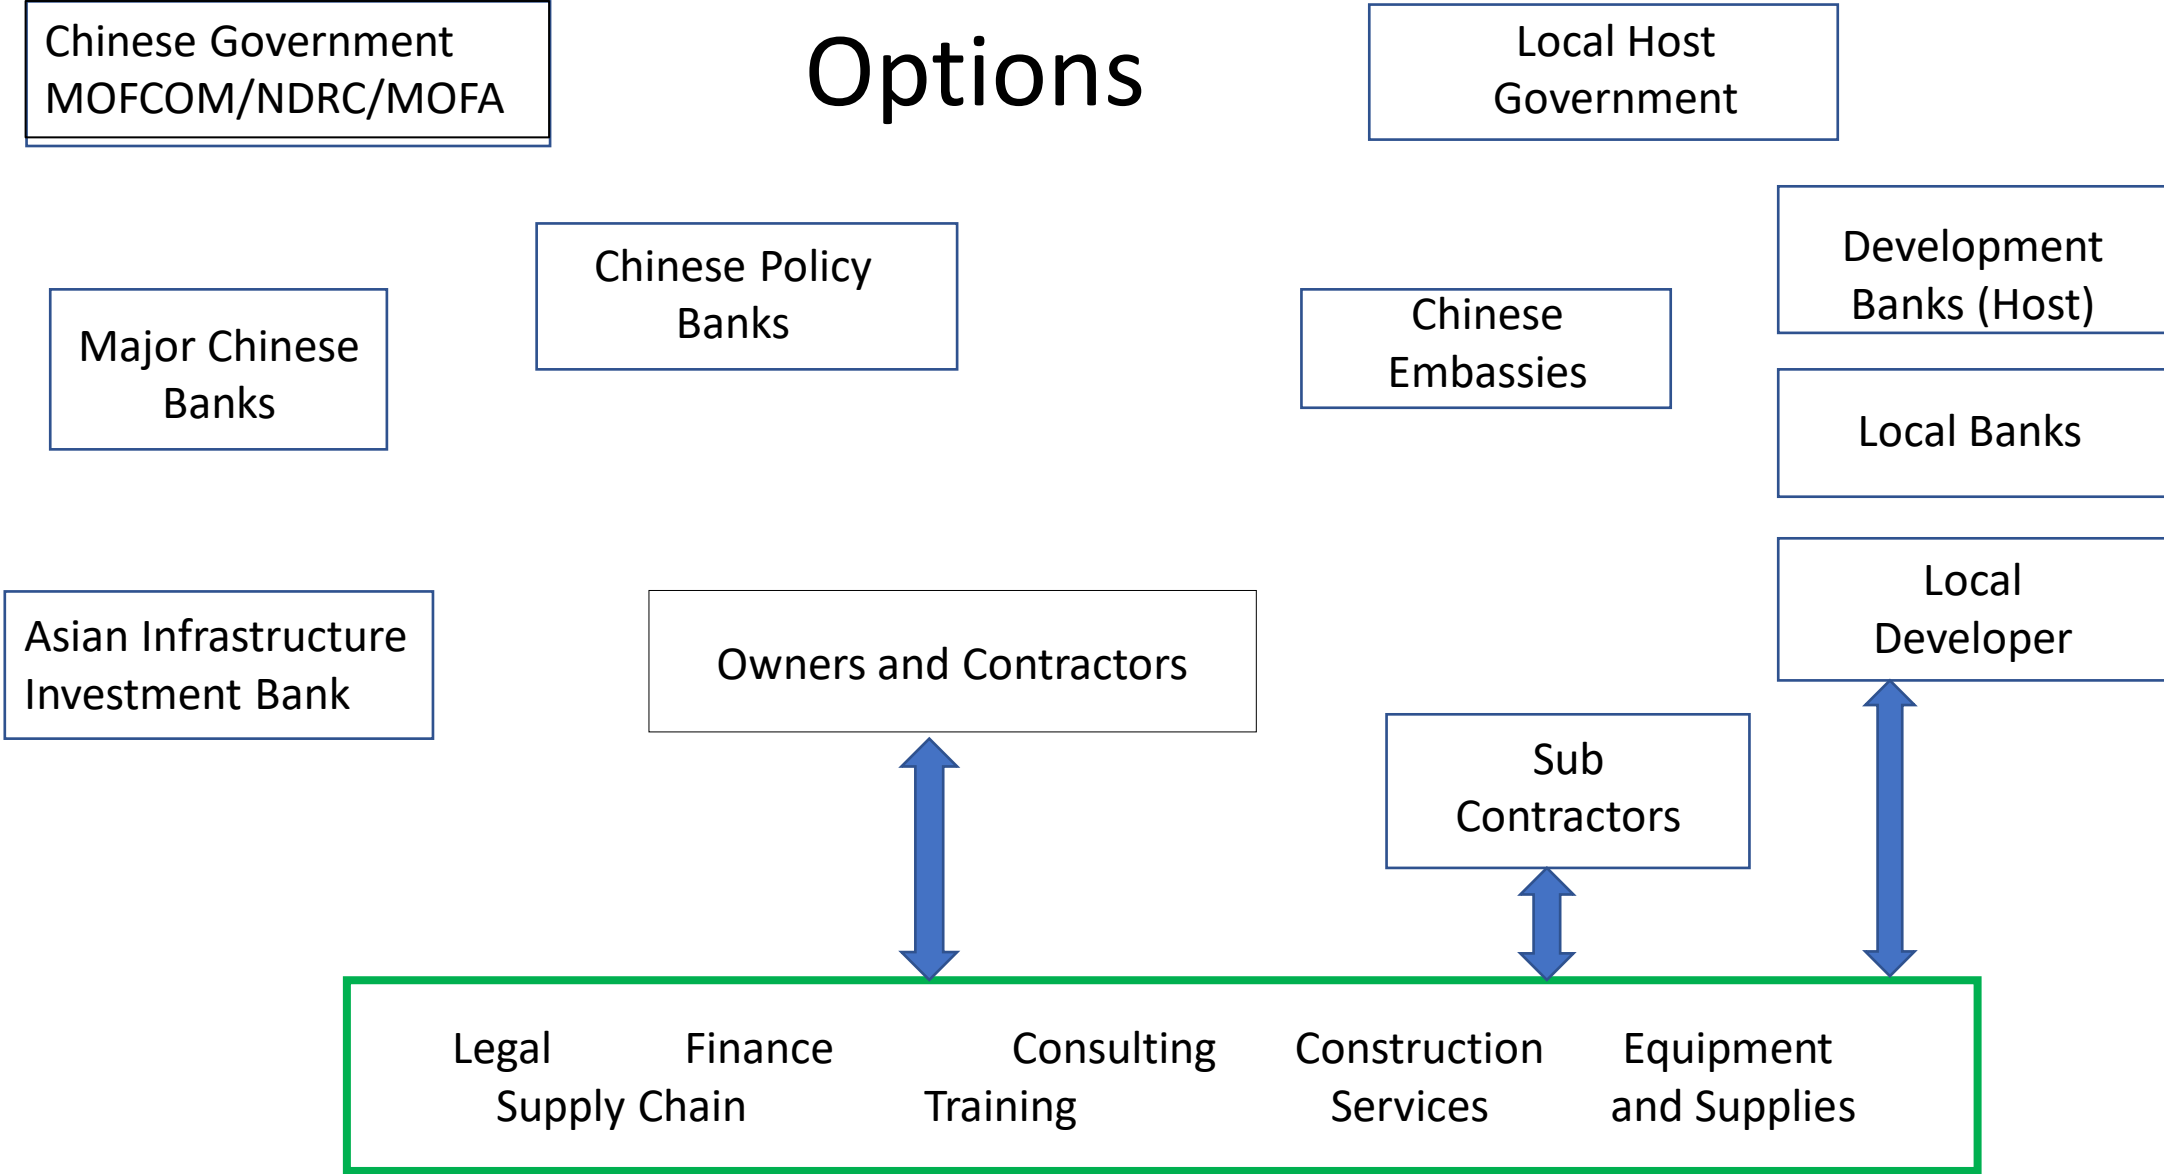 Chinese Government
MOFCOM/NDRC/MOFA
Options
Local Host
Government
Chinese Policy
Banks
Major Chinese
Banks
Chinese
Embassies
Development
Banks (Host)
Local Banks
Asian Infrastructure
Investment Bank
Owners and Contractors
Local
Developer
Sub
Contractors
Legal Finance Consulting Construction Equipment
Supply Chain Training Services and Supplies